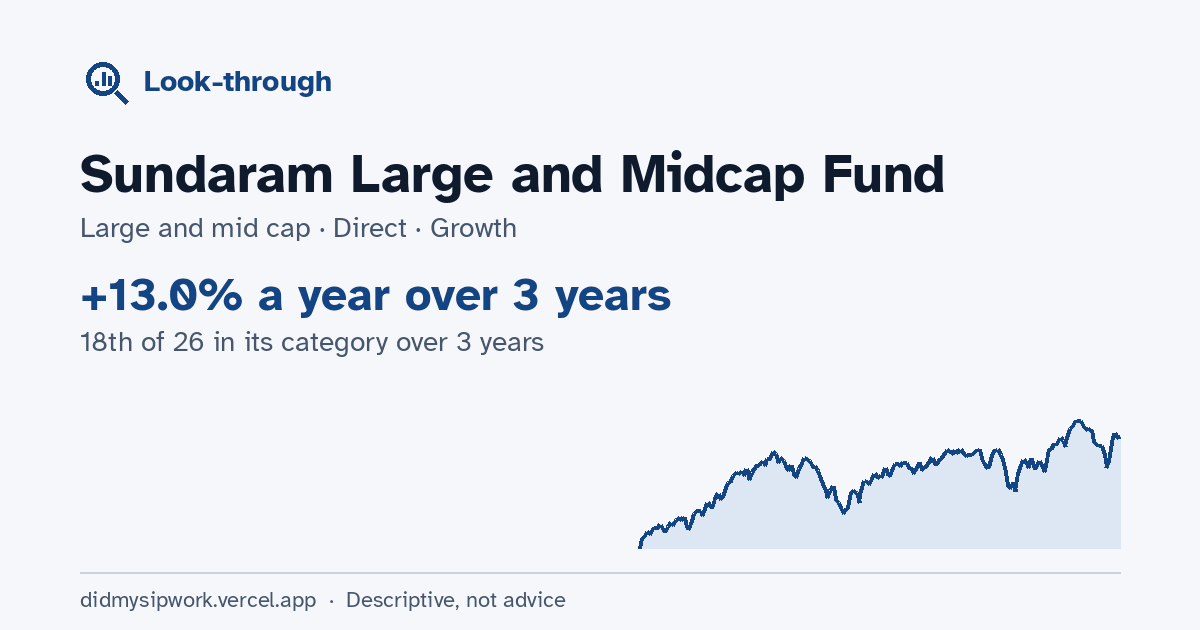 Look-through
Sundaram Large and Midcap Fund
Large and mid cap · Direct · Growth
+13.0% a year over 3 years
18th of 26 in its category over 3 years
didmysipwork.vercel.app · Descriptive, not advice